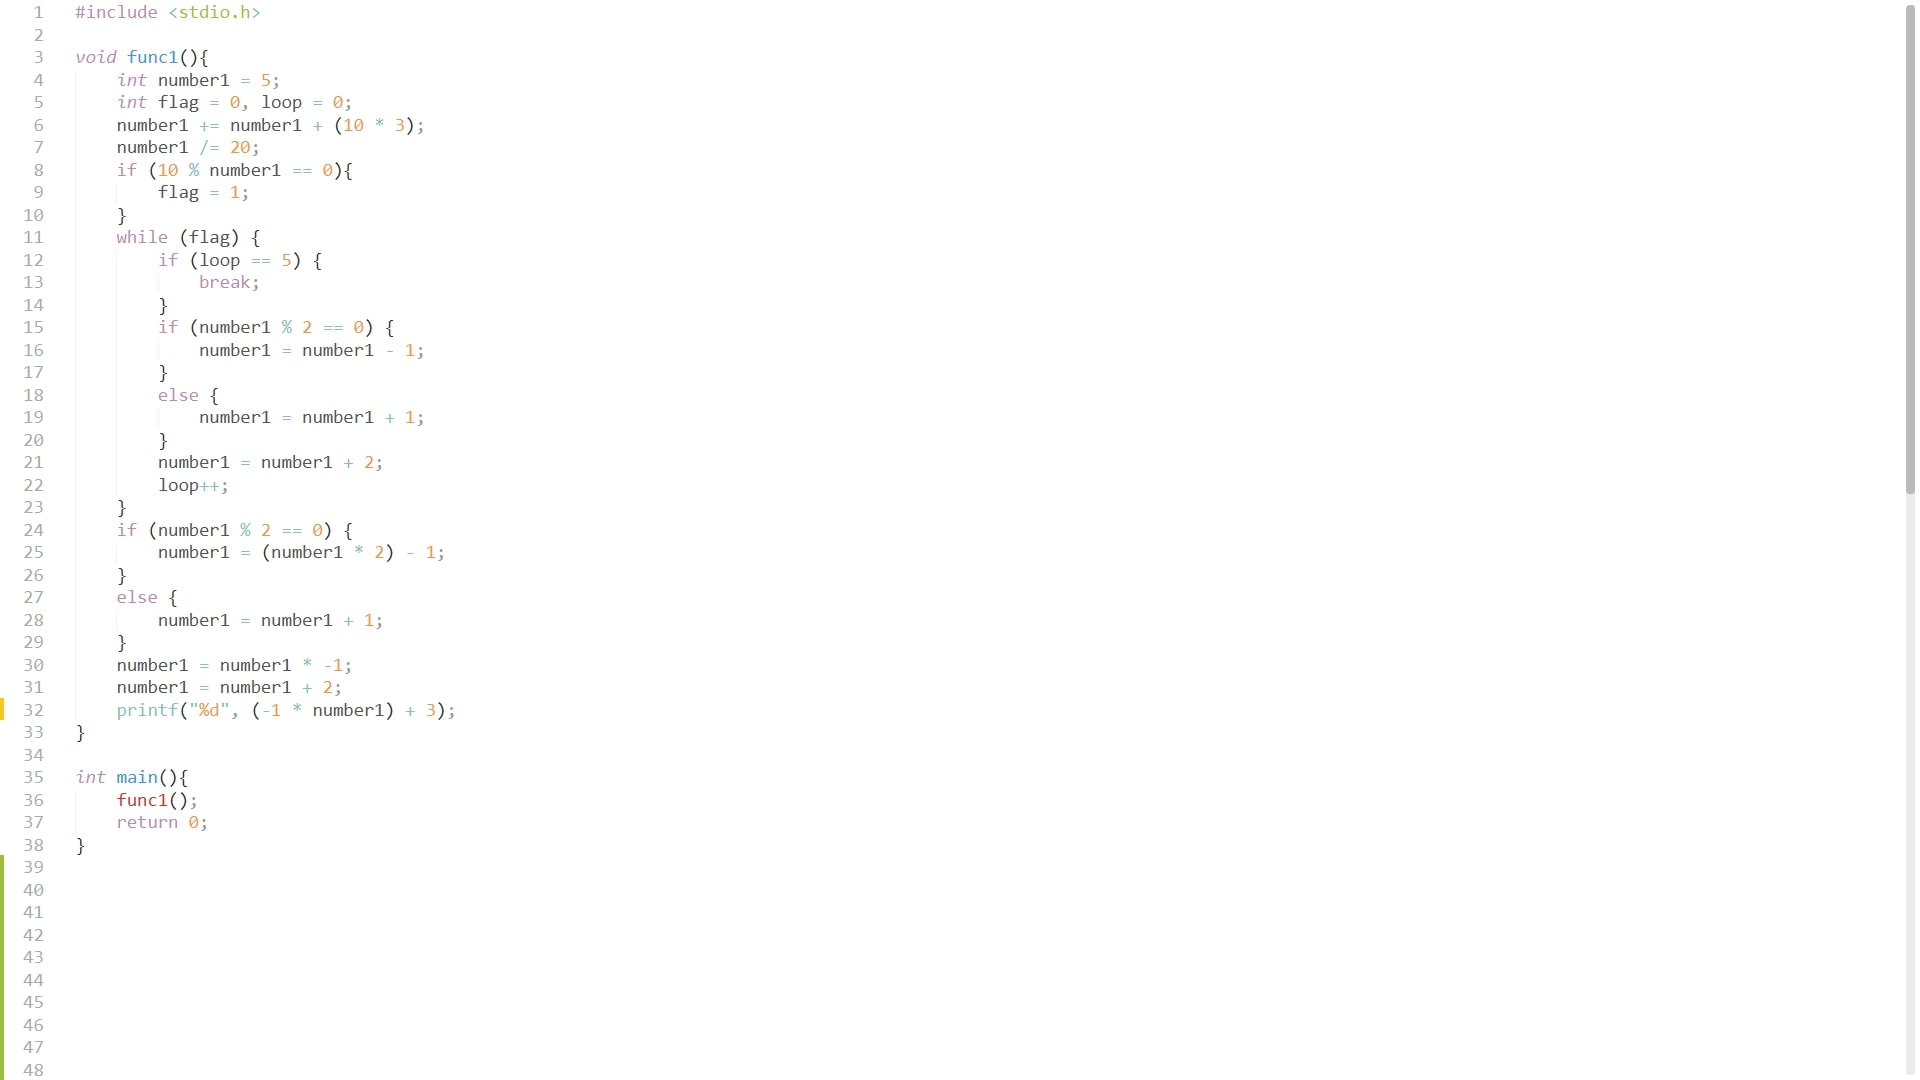 1 #include <stdio.h>
2
3 void func1(){
4     int number1 = 5;
5     int flag = 0, loop = 0;
6     number1 += number1 + (10 * 3);
7     number1 /= 20;
8     if (10 % number1 == 0){
9         flag = 1;
10     }
11     while (flag) {
12         if (loop == 5) {
13             break;
14         }
15         if (number1 % 2 == 0) {
16             number1 = number1 - 1;
17         }
18         else {
19             number1 = number1 + 1;
20         }
21         number1 = number1 + 2;
22         loop++;
23     }
24     if (number1 % 2 == 0) {
25         number1 = (number1 * 2) - 1;
26     }
27     else {
28         number1 = number1 + 1;
29     }
30     number1 = number1 * -1;
31     number1 = number1 + 2;
32     printf("%d", (-1 * number1) + 3);
33 }
34
35 int main(){
36     func1();
37     return 0;
38 }
39
40
41
42
43
44
45
46
47
48